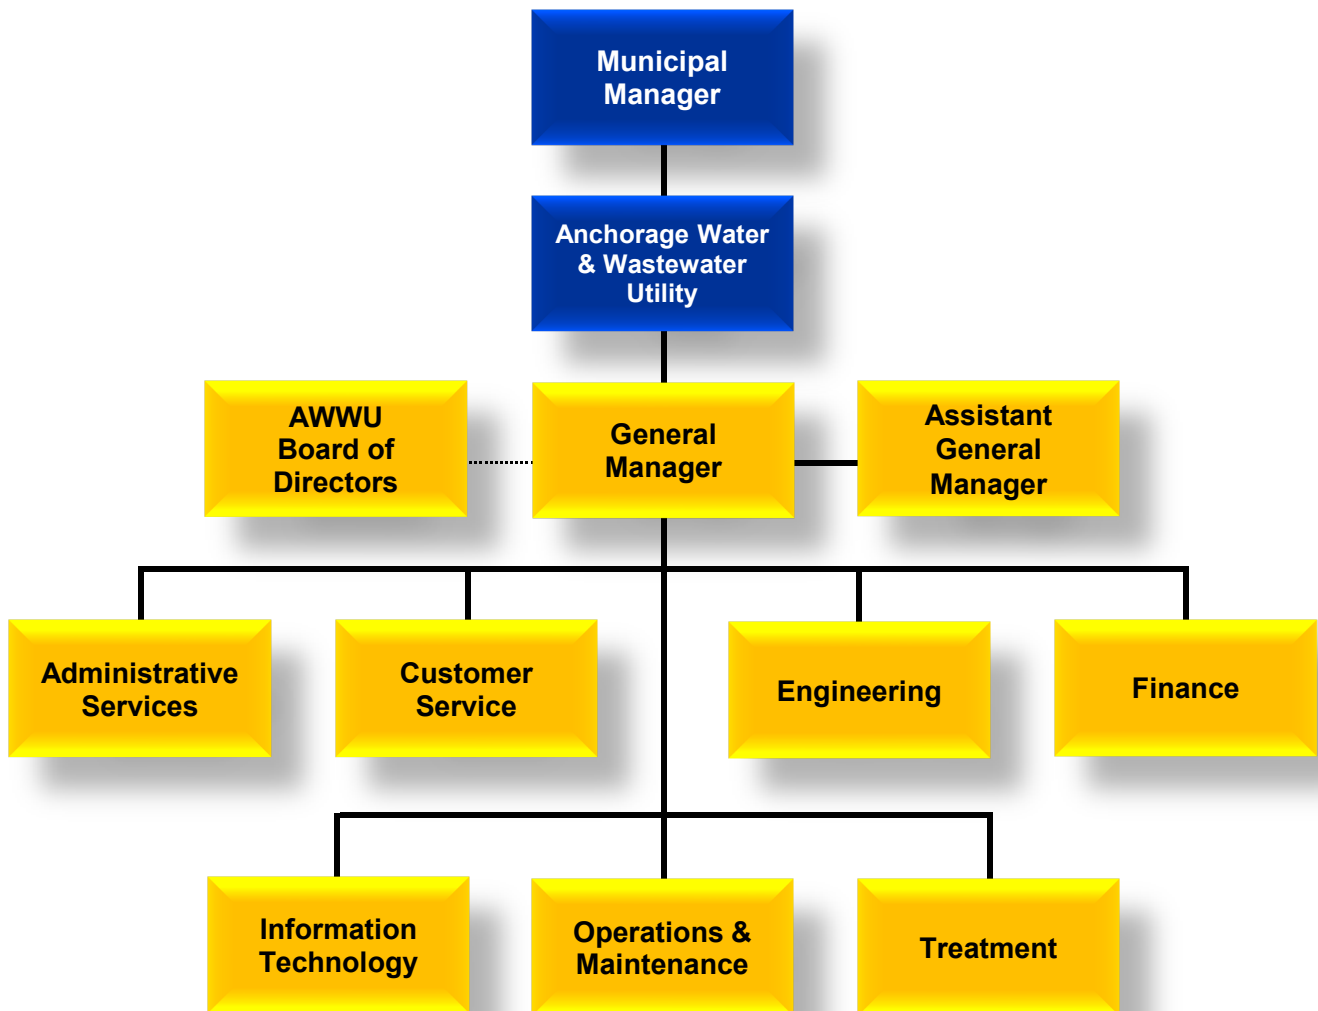 Municipal
Manager
Anchorage Water
& Wastewater
Utility
AWWU
Board of
Directors
General
Manager
Assistant
General
Manager
Administrative
Services
Customer
Service
Engineering
Finance
Information
Technology
Operations &
Maintenance
Treatment